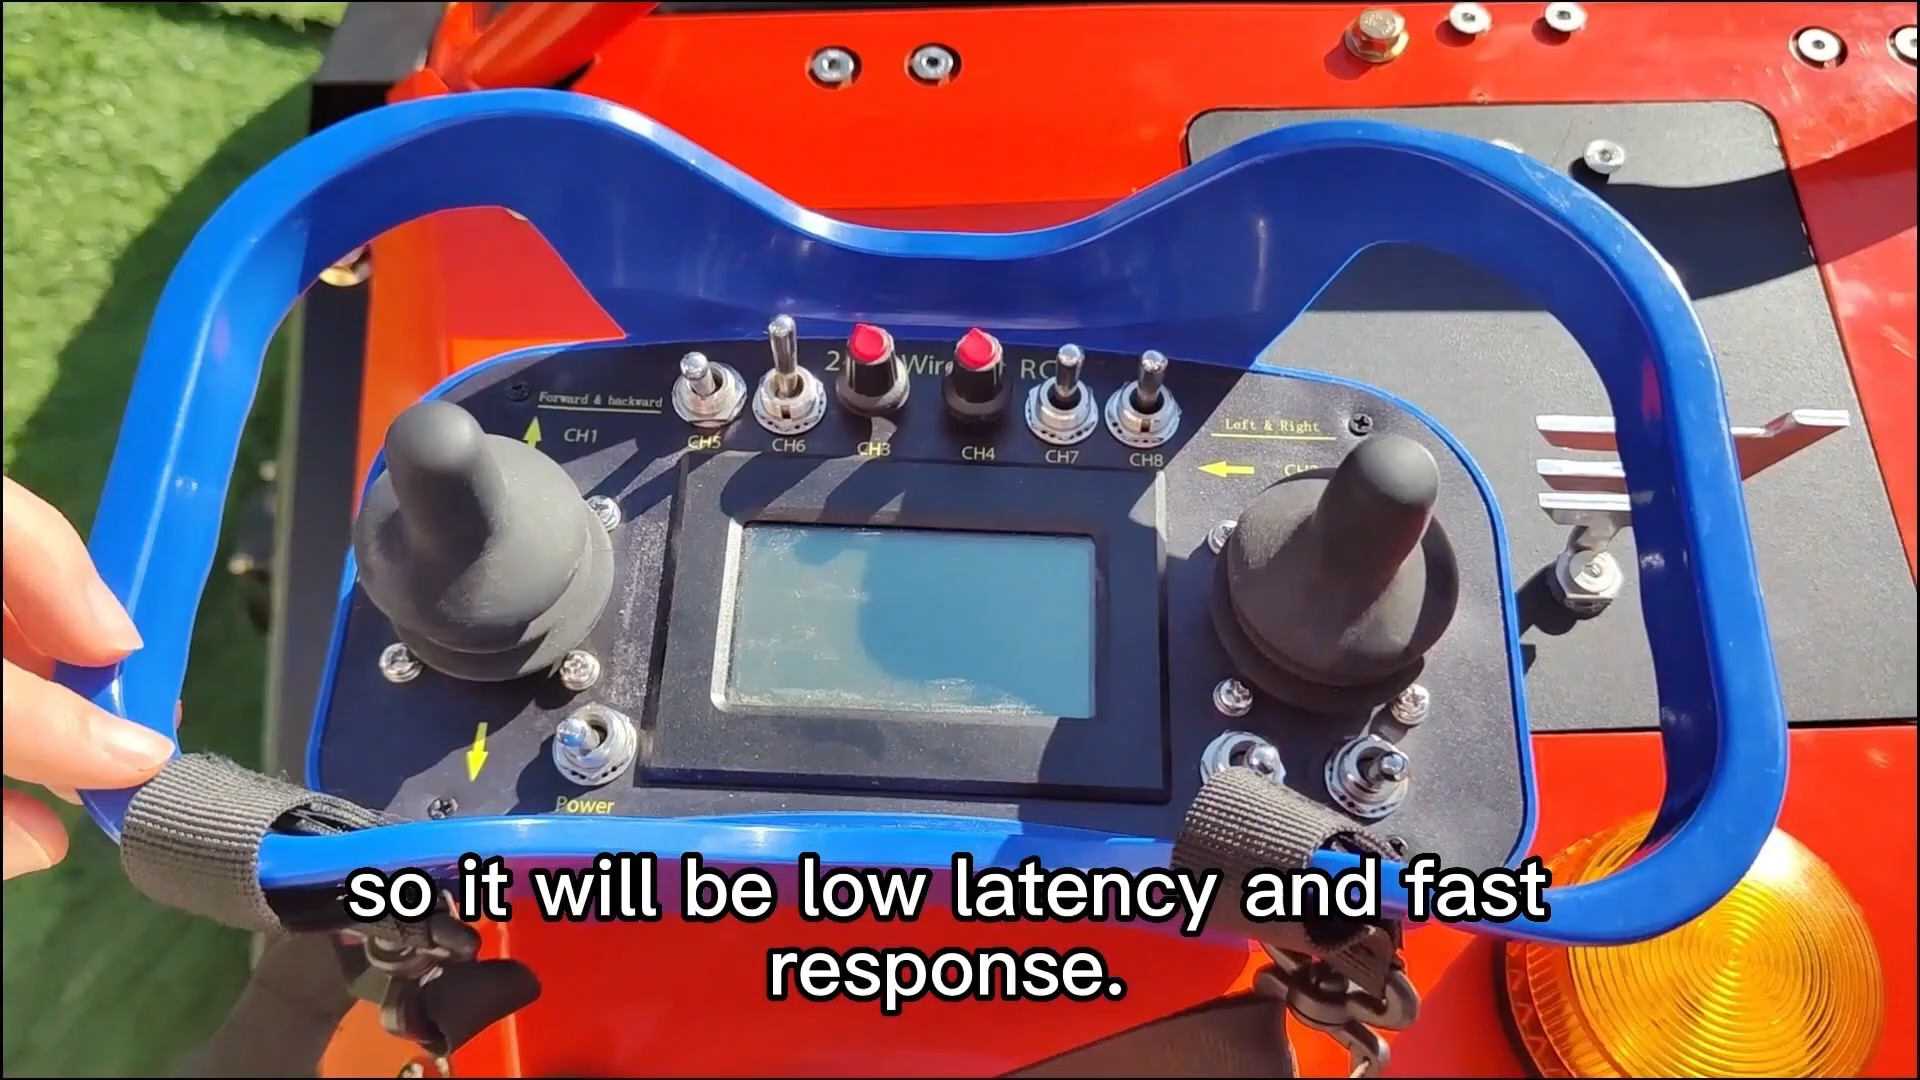 RC
Forward & backward
Left & Right
CH1
CH5
CH6
CH3
CH4
CH7
CH8
Power
so it will be low latency and fast
response.